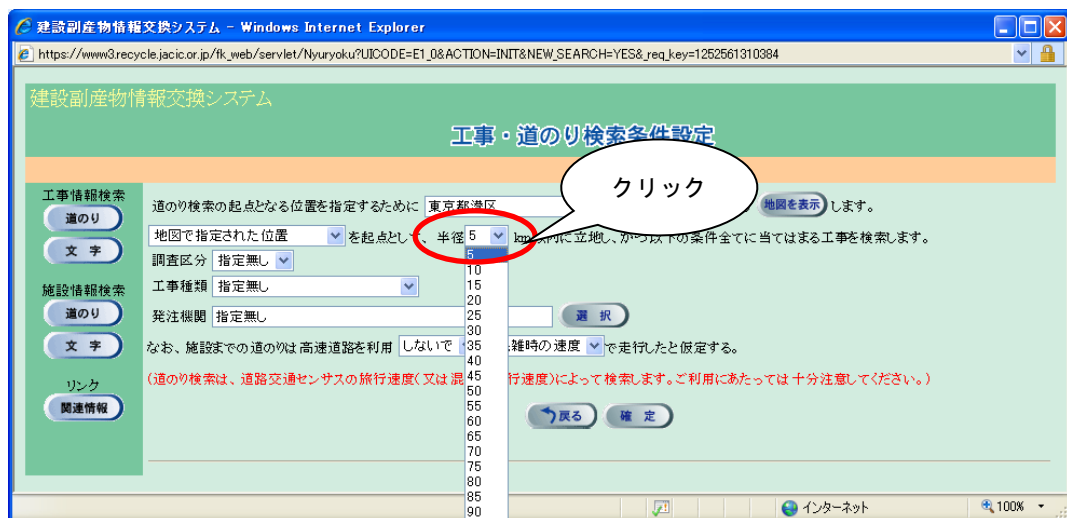 建設副産物情報交換システム - Windows Internet Explorer
https://www3.recycle.jacic.or.jp/fk_web/servlet/Nyuryoku?UICODE=E1_0&ACTION=INIT&NEW_SEARCH=YES&_req_key=1252561310384
建設副産物情報交換システム
工事・道のり検索条件設定
クリック
工事情報検索
道のり
文 字
施設情報検索
道のり
文 字
リンク
関連情報
道のり検索の起点となる位置を指定するために 東京都港区 地図を表示 します。
地図で指定された位置 を起点として、半径 5 km以内に立地し、かつ以下の条件全てに当てはまる工事を検索します。
調査区分 指定無し
工事種類 指定無し
発注機関 指定無し 選 択
なお、施設までの道のりは高速道路を利用 しないで 雑時の速度 で走行したと仮定する。
(道のり検索は、道路交通センサスの旅行速度(又は混 行速度)によって検索します。ご利用にあたっては十分注意してください。)
戻る 確 定
5
10
15
20
25
30
35
40
45
50
55
60
65
70
75
80
85
90
インターネット 100%